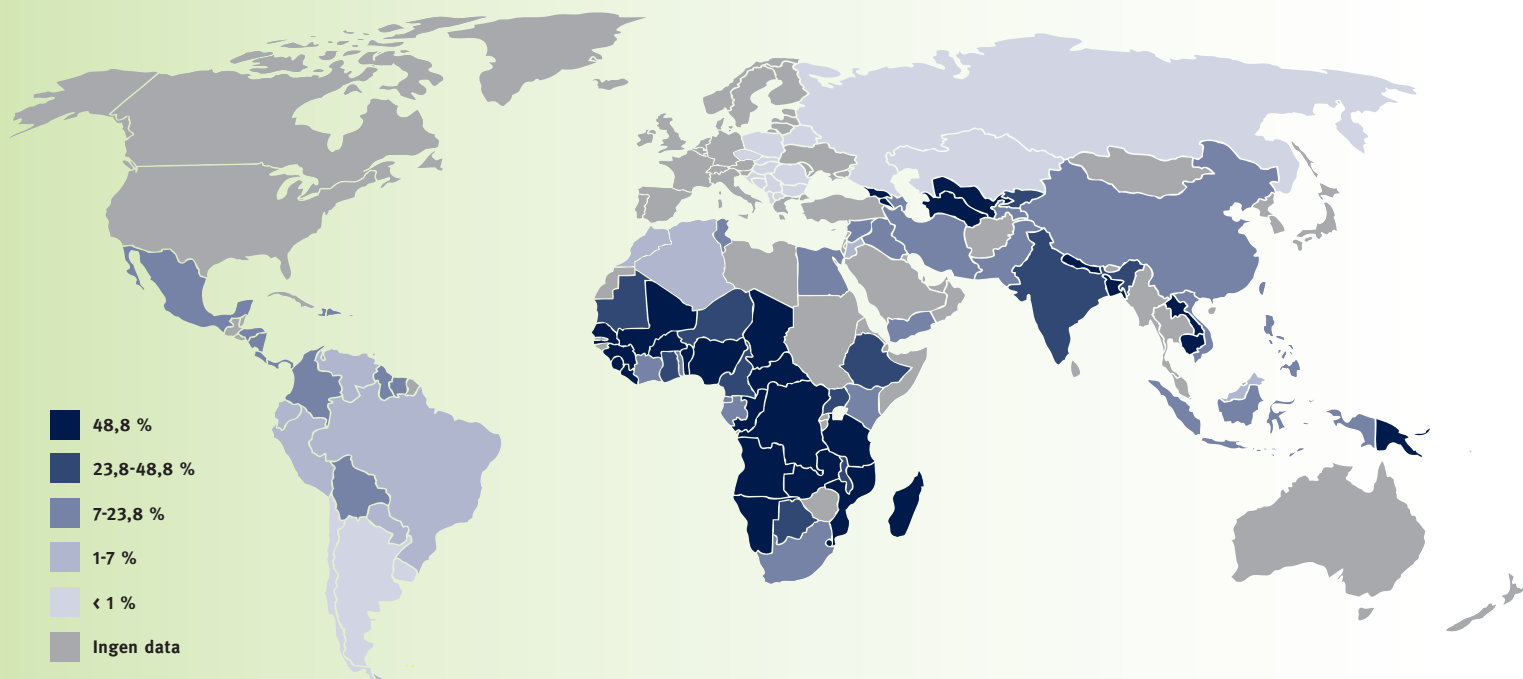 48,8 %
23,8-48,8 %
7-23,8 %
1-7 %
< 1 %
Ingen data